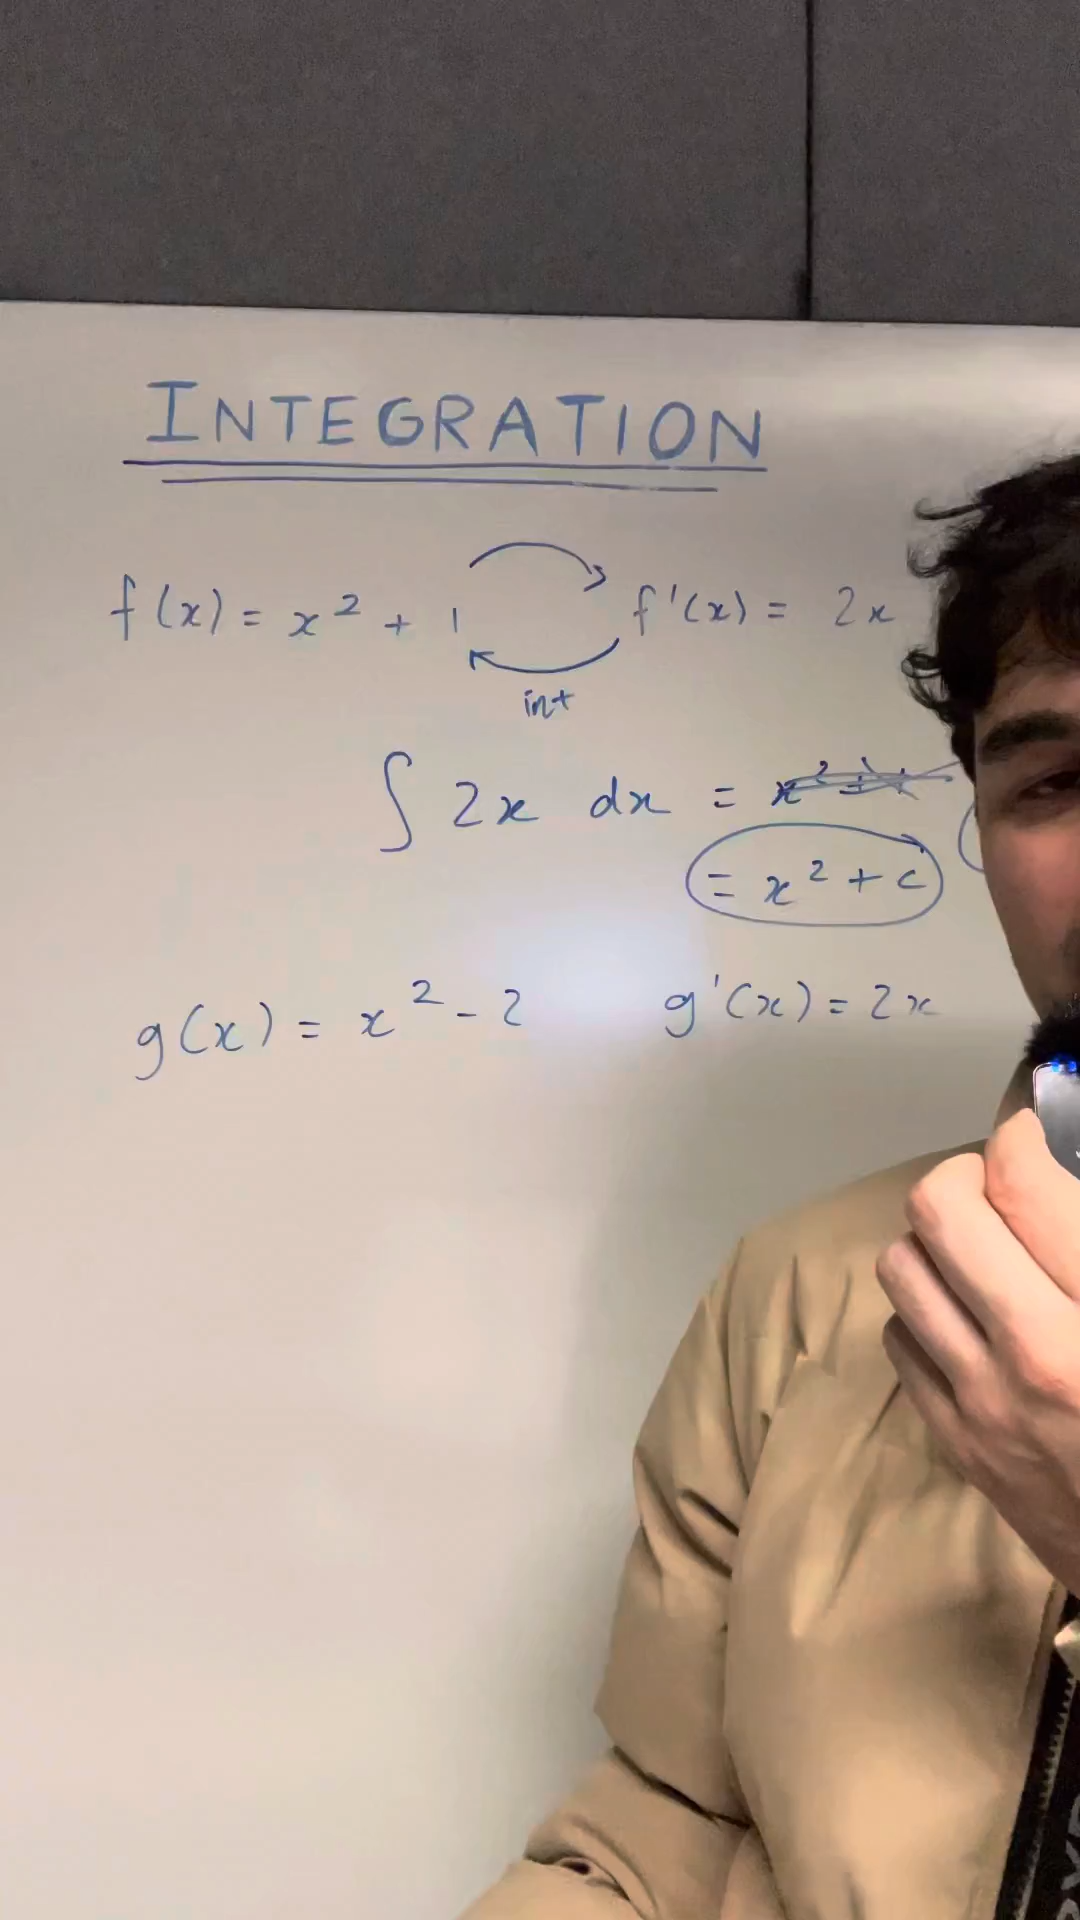 INTEGRATION
f(x) = x² + 1 f'(x) = 2x
int
∫ 2x dx = x² + 1
= x² + c
g(x) = x² - 2 g'(x) = 2x